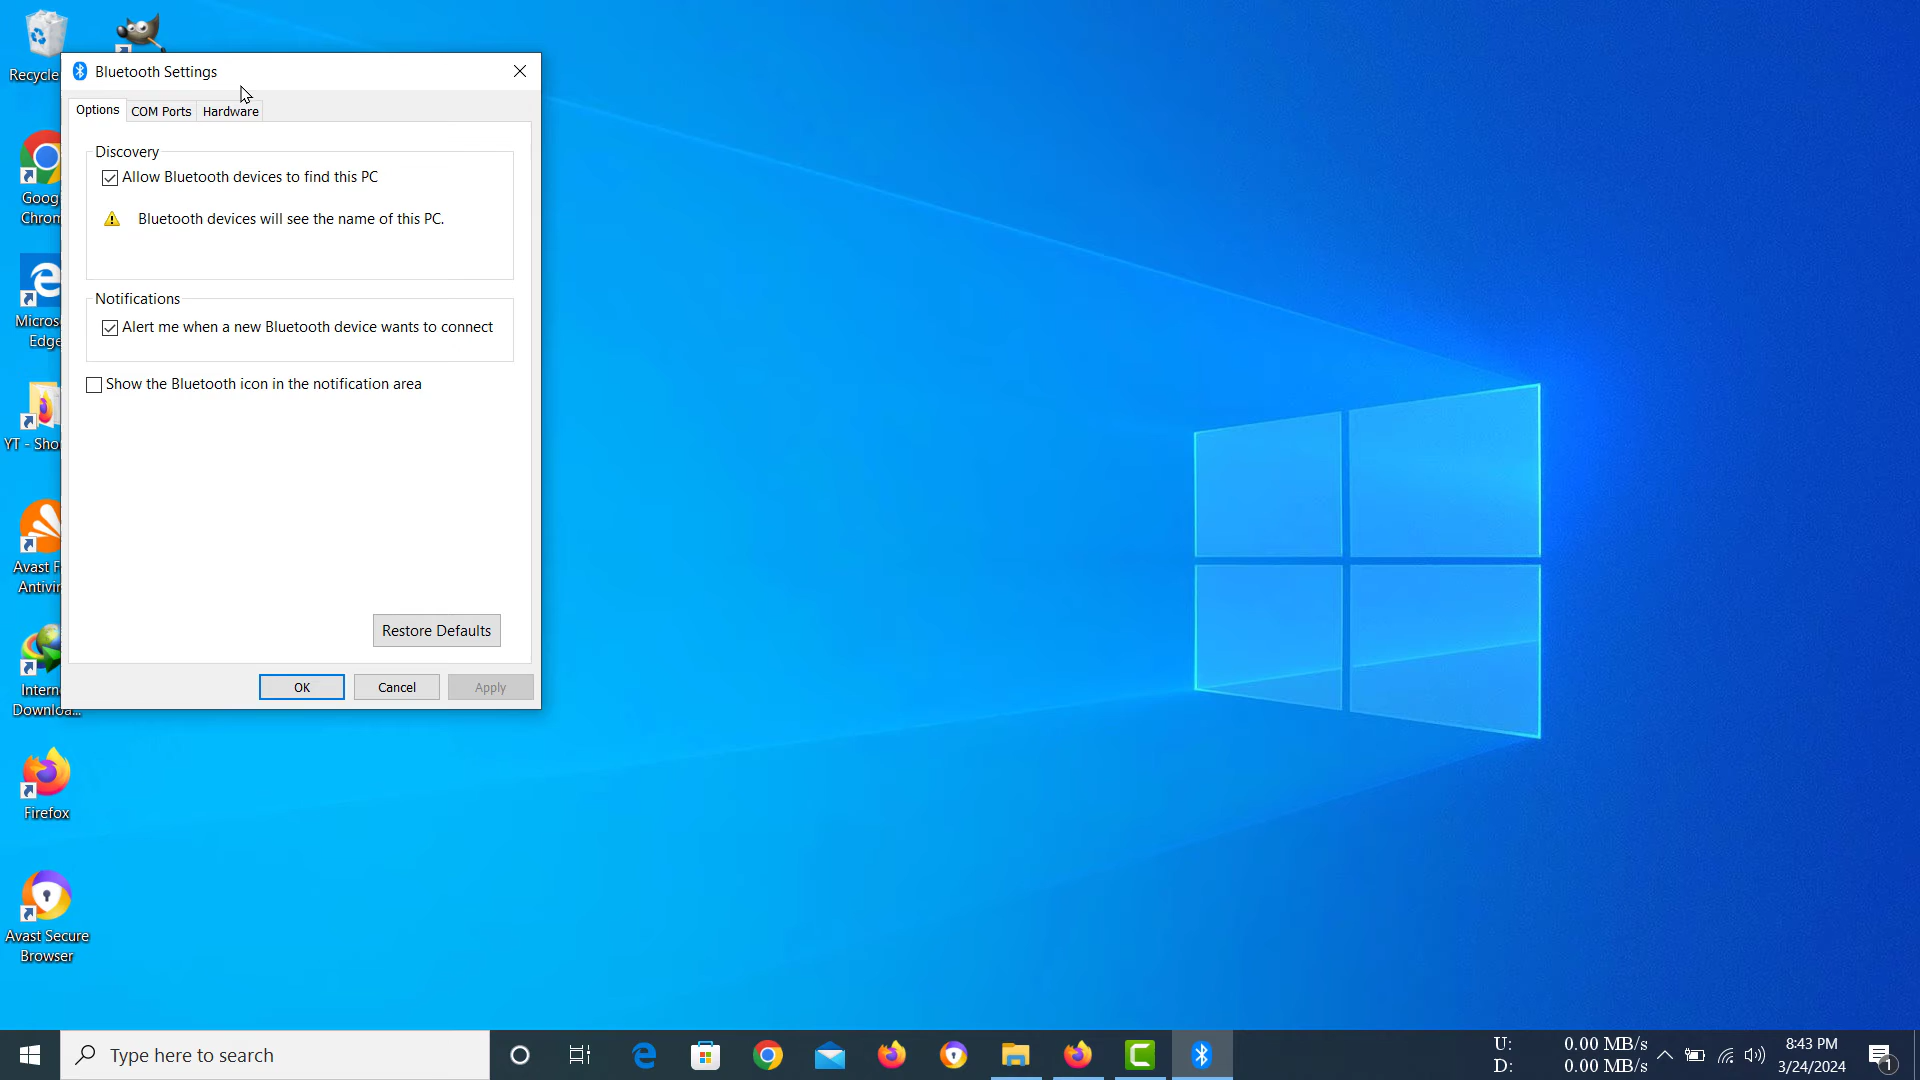 Recycle
Bluetooth Settings
Options
COM Ports
Hardware
Discovery
Allow Bluetooth devices to find this PC
Bluetooth devices will see the name of this PC.
Notifications
Alert me when a new Bluetooth device wants to connect
Show the Bluetooth icon in the notification area
Restore Defaults
OK
Cancel
Apply
Goog
Chrom
Micros
Edge
YT - Sho
Avast F
Antivir
Intern
Downloa...
Firefox
Avast Secure
Browser
Type here to search
U: 0.00 MB/s
D: 0.00 MB/s
8:43 PM
3/24/2024
1